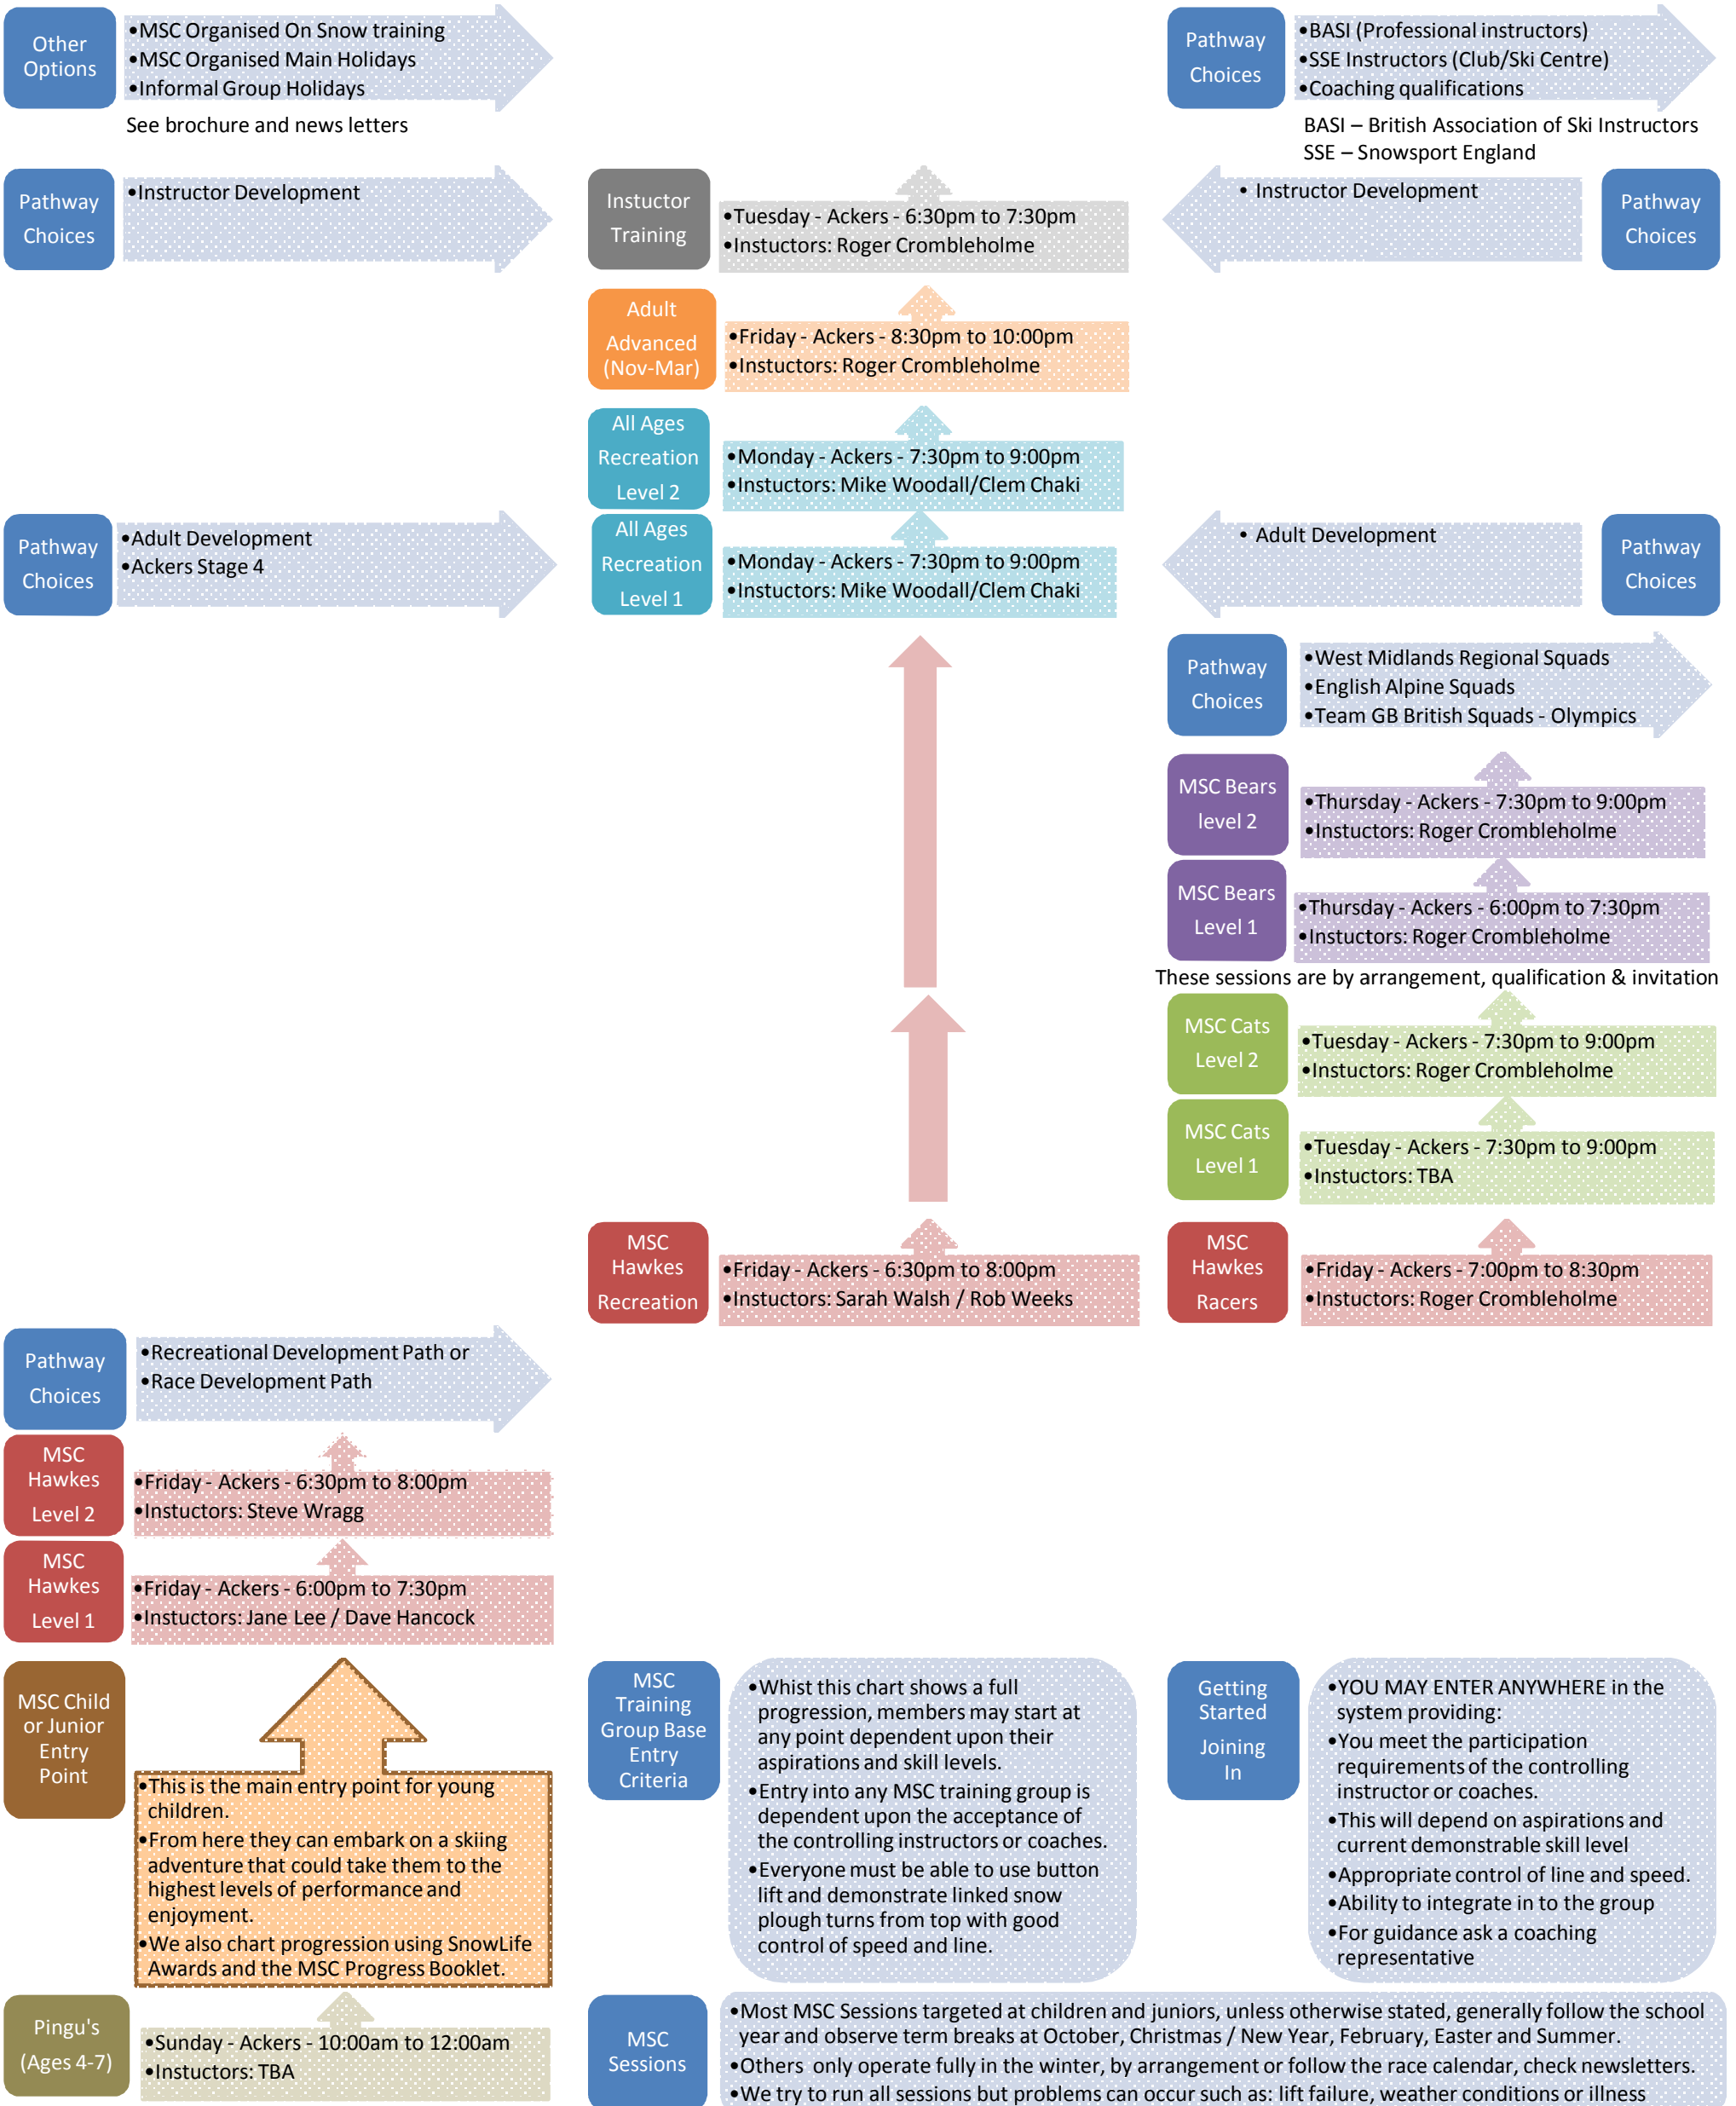 Other
Options
•MSC Organised On Snow training
•MSC Organised Main Holidays
•Informal Group Holidays
See brochure and news letters
Pathway
Choices
•BASI (Professional instructors)
•SSE Instructors (Club/Ski Centre)
•Coaching qualifications
BASI – British Association of Ski Instructors
SSE – Snowsport England
Pathway
Choices
•Instructor Development
Instuctor
Training
•Tuesday - Ackers - 6:30pm to 7:30pm
•Instuctors: Roger Crombleholme
• Instructor Development
Pathway
Choices
Adult
Advanced
(Nov-Mar)
•Friday - Ackers - 8:30pm to 10:00pm
•Instuctors: Roger Crombleholme
All Ages
Recreation
Level 2
•Monday - Ackers - 7:30pm to 9:00pm
•Instuctors: Mike Woodall/Clem Chaki
Pathway
Choices
•Adult Development
•Ackers Stage 4
All Ages
Recreation
Level 1
•Monday - Ackers - 7:30pm to 9:00pm
•Instuctors: Mike Woodall/Clem Chaki
• Adult Development
Pathway
Choices
Pathway
Choices
•West Midlands Regional Squads
•English Alpine Squads
•Team GB British Squads - Olympics
MSC Bears
level 2
•Thursday - Ackers - 7:30pm to 9:00pm
•Instuctors: Roger Crombleholme
MSC Bears
Level 1
•Thursday - Ackers - 6:00pm to 7:30pm
•Instuctors: Roger Crombleholme
These sessions are by arrangement, qualification & invitation
MSC Cats
Level 2
•Tuesday - Ackers - 7:30pm to 9:00pm
•Instuctors: Roger Crombleholme
MSC Cats
Level 1
•Tuesday - Ackers - 7:30pm to 9:00pm
•Instuctors: TBA
MSC
Hawkes
Recreation
•Friday - Ackers - 6:30pm to 8:00pm
•Instuctors: Sarah Walsh / Rob Weeks
MSC
Hawkes
Racers
•Friday - Ackers - 7:00pm to 8:30pm
•Instuctors: Roger Crombleholme
Pathway
Choices
•Recreational Development Path or
•Race Development Path
MSC
Hawkes
Level 2
•Friday - Ackers - 6:30pm to 8:00pm
•Instuctors: Steve Wragg
MSC
Hawkes
Level 1
•Friday - Ackers - 6:00pm to 7:30pm
•Instuctors: Jane Lee / Dave Hancock
MSC Child
or Junior
Entry
Point
•This is the main entry point for young
children.
•From here they can embark on a skiing
adventure that could take them to the
highest levels of performance and
enjoyment.
•We also chart progression using SnowLife
Awards and the MSC Progress Booklet.
MSC
Training
Group Base
Entry
Criteria
•Whist this chart shows a full
progression, members may start at
any point dependent upon their
aspirations and skill levels.
•Entry into any MSC training group is
dependent upon the acceptance of
the controlling instructors or coaches.
•Everyone must be able to use button
lift and demonstrate linked snow
plough turns from top with good
control of speed and line.
Getting
Started
Joining
In
•YOU MAY ENTER ANYWHERE in the
system providing:
•You meet the participation
requirements of the controlling
instructor or coaches.
•This will depend on aspirations and
current demonstrable skill level
•Appropriate control of line and speed.
•Ability to integrate in to the group
•For guidance ask a coaching
representative
Pingu's
(Ages 4-7)
•Sunday - Ackers - 10:00am to 12:00am
•Instuctors: TBA
MSC
Sessions
•Most MSC Sessions targeted at children and juniors, unless otherwise stated, generally follow the school
year and observe term breaks at October, Christmas / New Year, February, Easter and Summer.
•Others only operate fully in the winter, by arrangement or follow the race calendar, check newsletters.
•We try to run all sessions but problems can occur such as: lift failure, weather conditions or illness